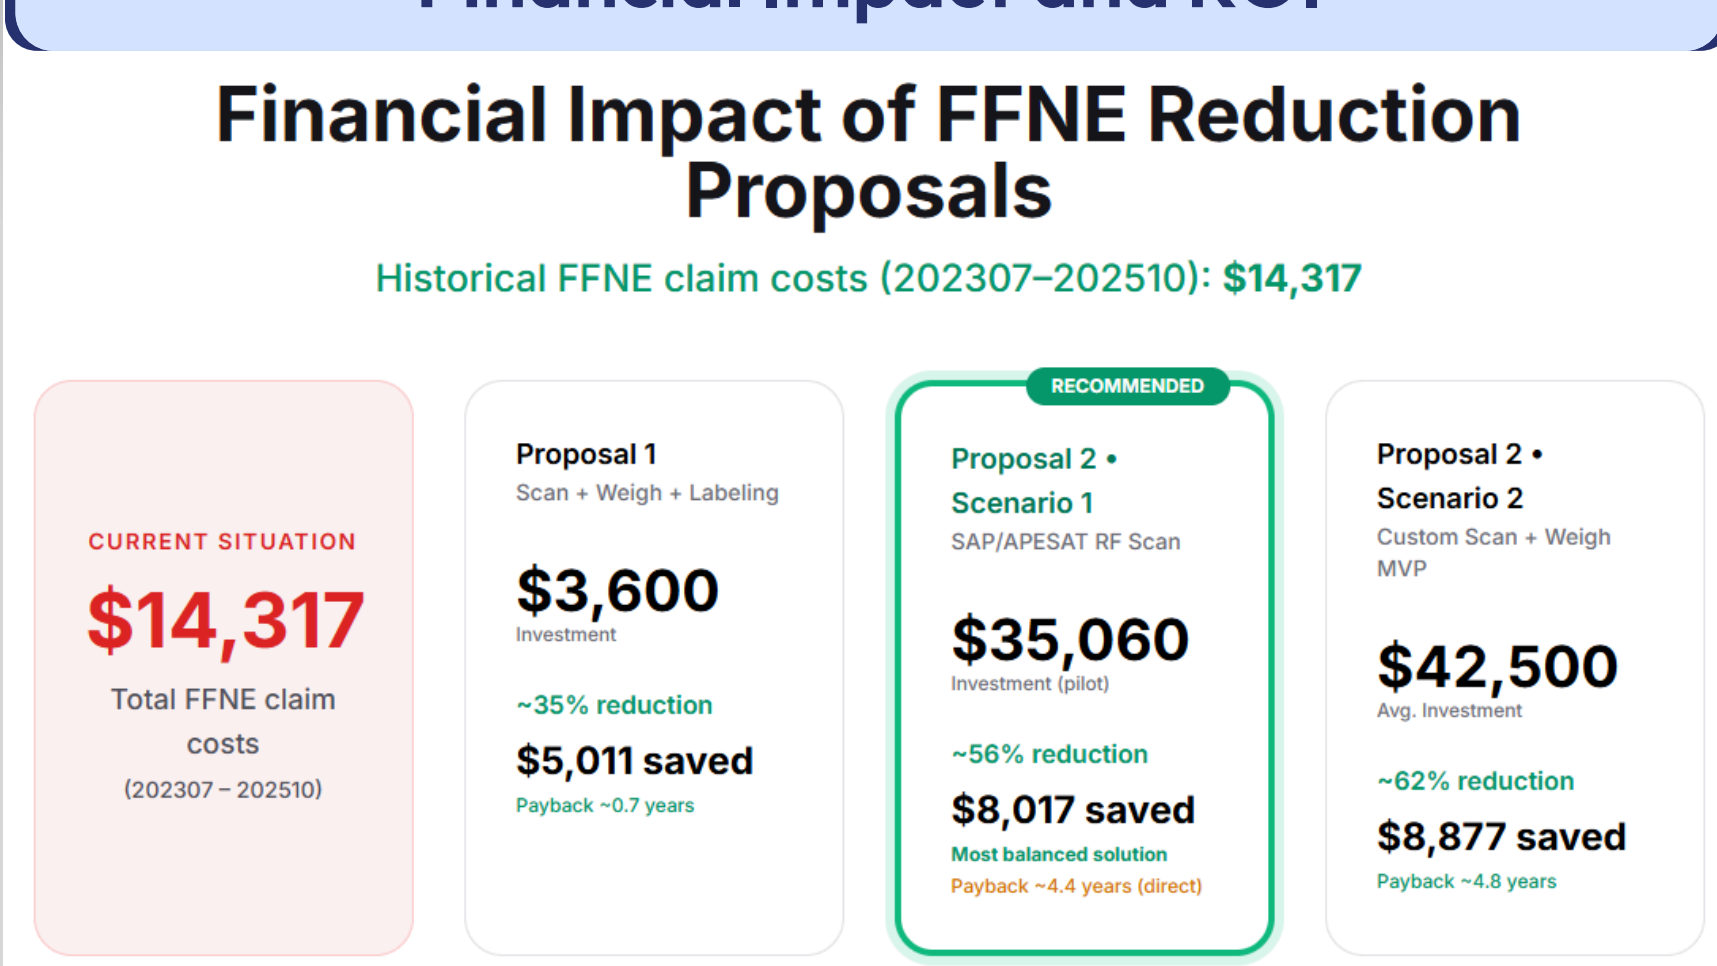 Financial Impact and ROI
Financial Impact of FFNE Reduction
Proposals
Historical FFNE claim costs (202307–202510): $14,317
CURRENT SITUATION
$14,317
Total FFNE claim
costs
(202307 – 202510)
Proposal 1
Scan + Weigh + Labeling
$3,600
Investment
~35% reduction
$5,011 saved
Payback ~0.7 years
RECOMMENDED
Proposal 2 •
Scenario 1
SAP/APESAT RF Scan
$35,060
Investment (pilot)
~56% reduction
$8,017 saved
Most balanced solution
Payback ~4.4 years (direct)
Proposal 2 •
Scenario 2
Custom Scan + Weigh
MVP
$42,500
Avg. Investment
~62% reduction
$8,877 saved
Payback ~4.8 years